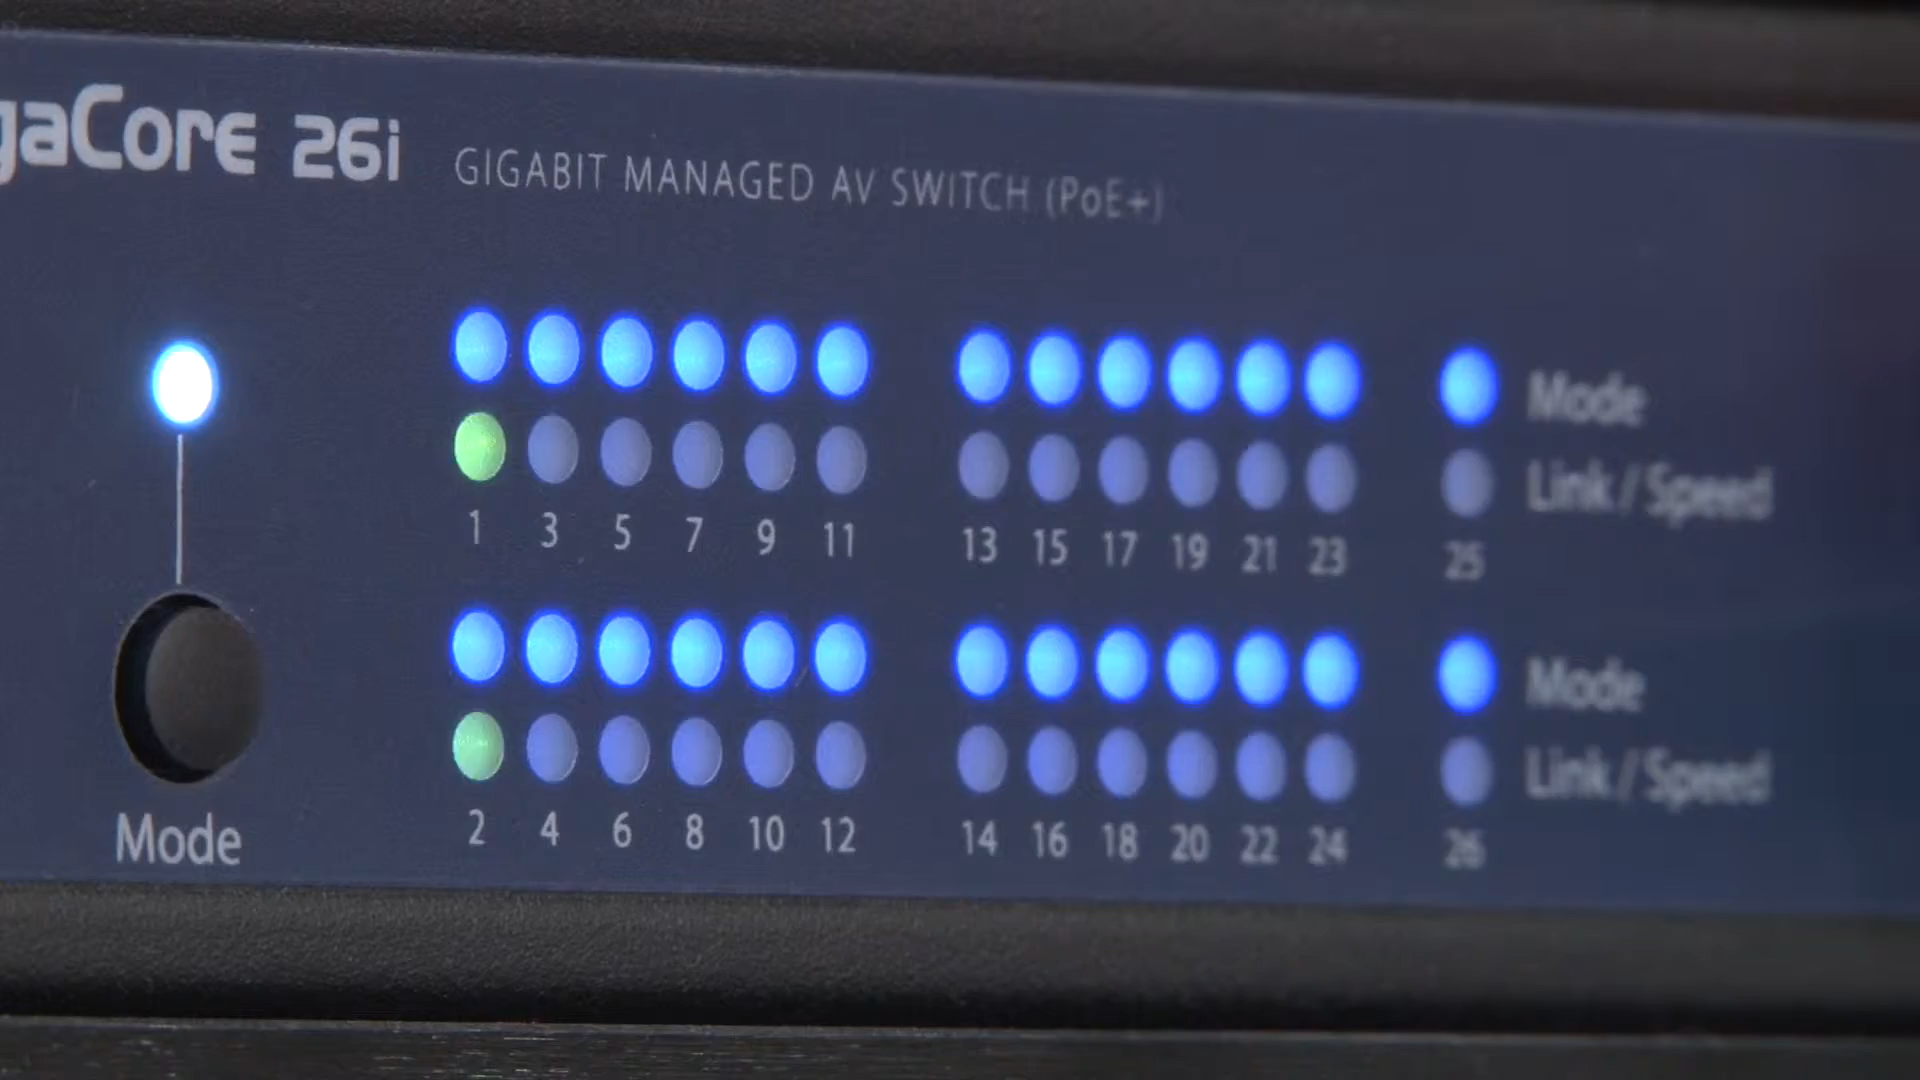 gaCore 26i
GIGABIT MANAGED AV SWITCH (PoE+)
Mode
Link / Speed
1 3 5 7 9 11 13 15 17 19 21 23 25
Mode
Link / Speed
2 4 6 8 10 12 14 16 18 20 22 24 26
Mode